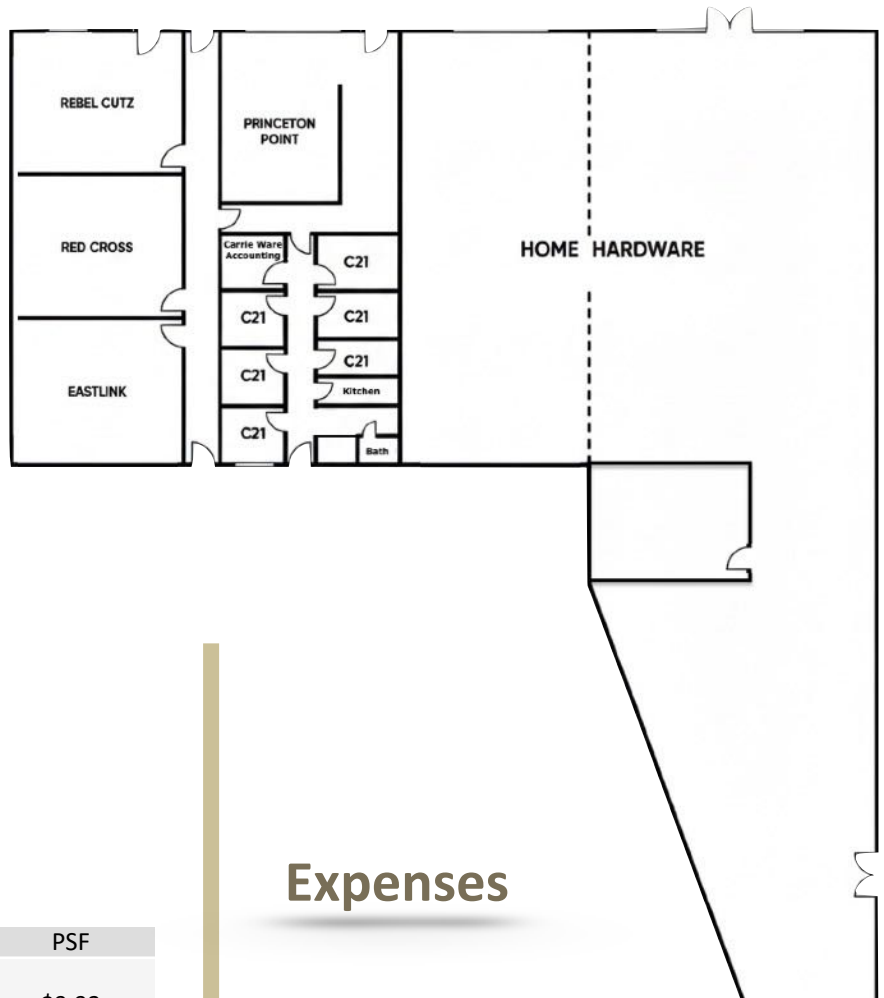 REBEL CUTZ
PRINCETON
POINT
RED CROSS
Carrie Ware
Accounting
C21
HOME HARDWARE
C21
C21
C21
C21
EASTLINK
Kitchen
C21
Bath
Expenses
PSF